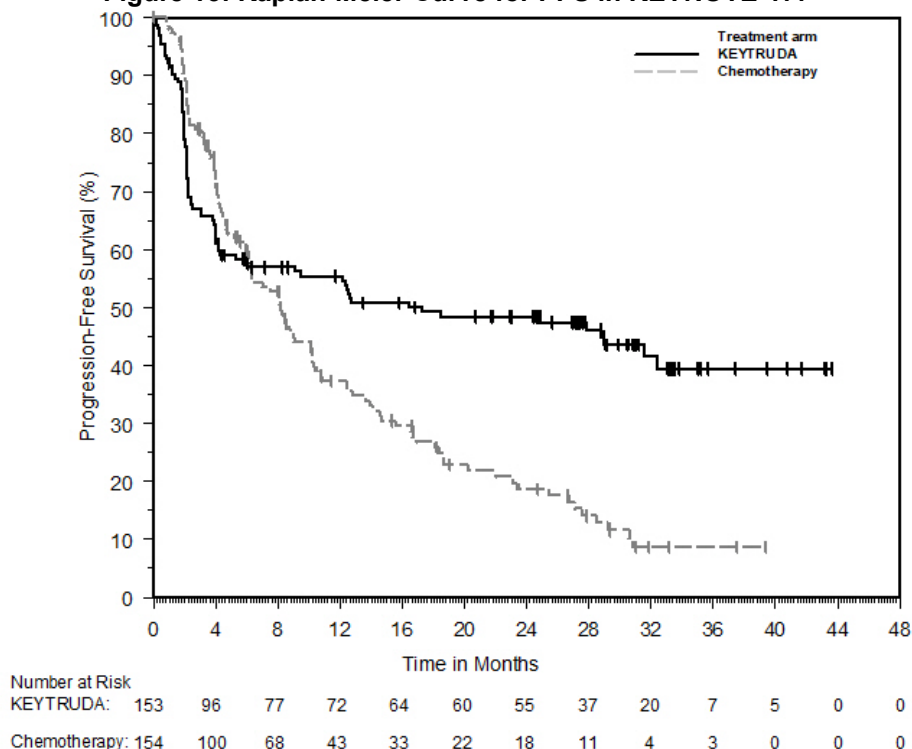 Treatment arm
KEYTRUDA
Chemotherapy
Progression-Free Survival (%)
100
90
80
70
60
50
40
30
20
10
0
0 4 8 12 16 20 24 28 32 36 40 44 48
Time in Months
Number at Risk
KEYTRUDA: 153 96 77 72 64 60 55 37 20 7 5 0 0
Chemotherapy: 154 100 68 43 33 22 18 11 4 3 0 0 0